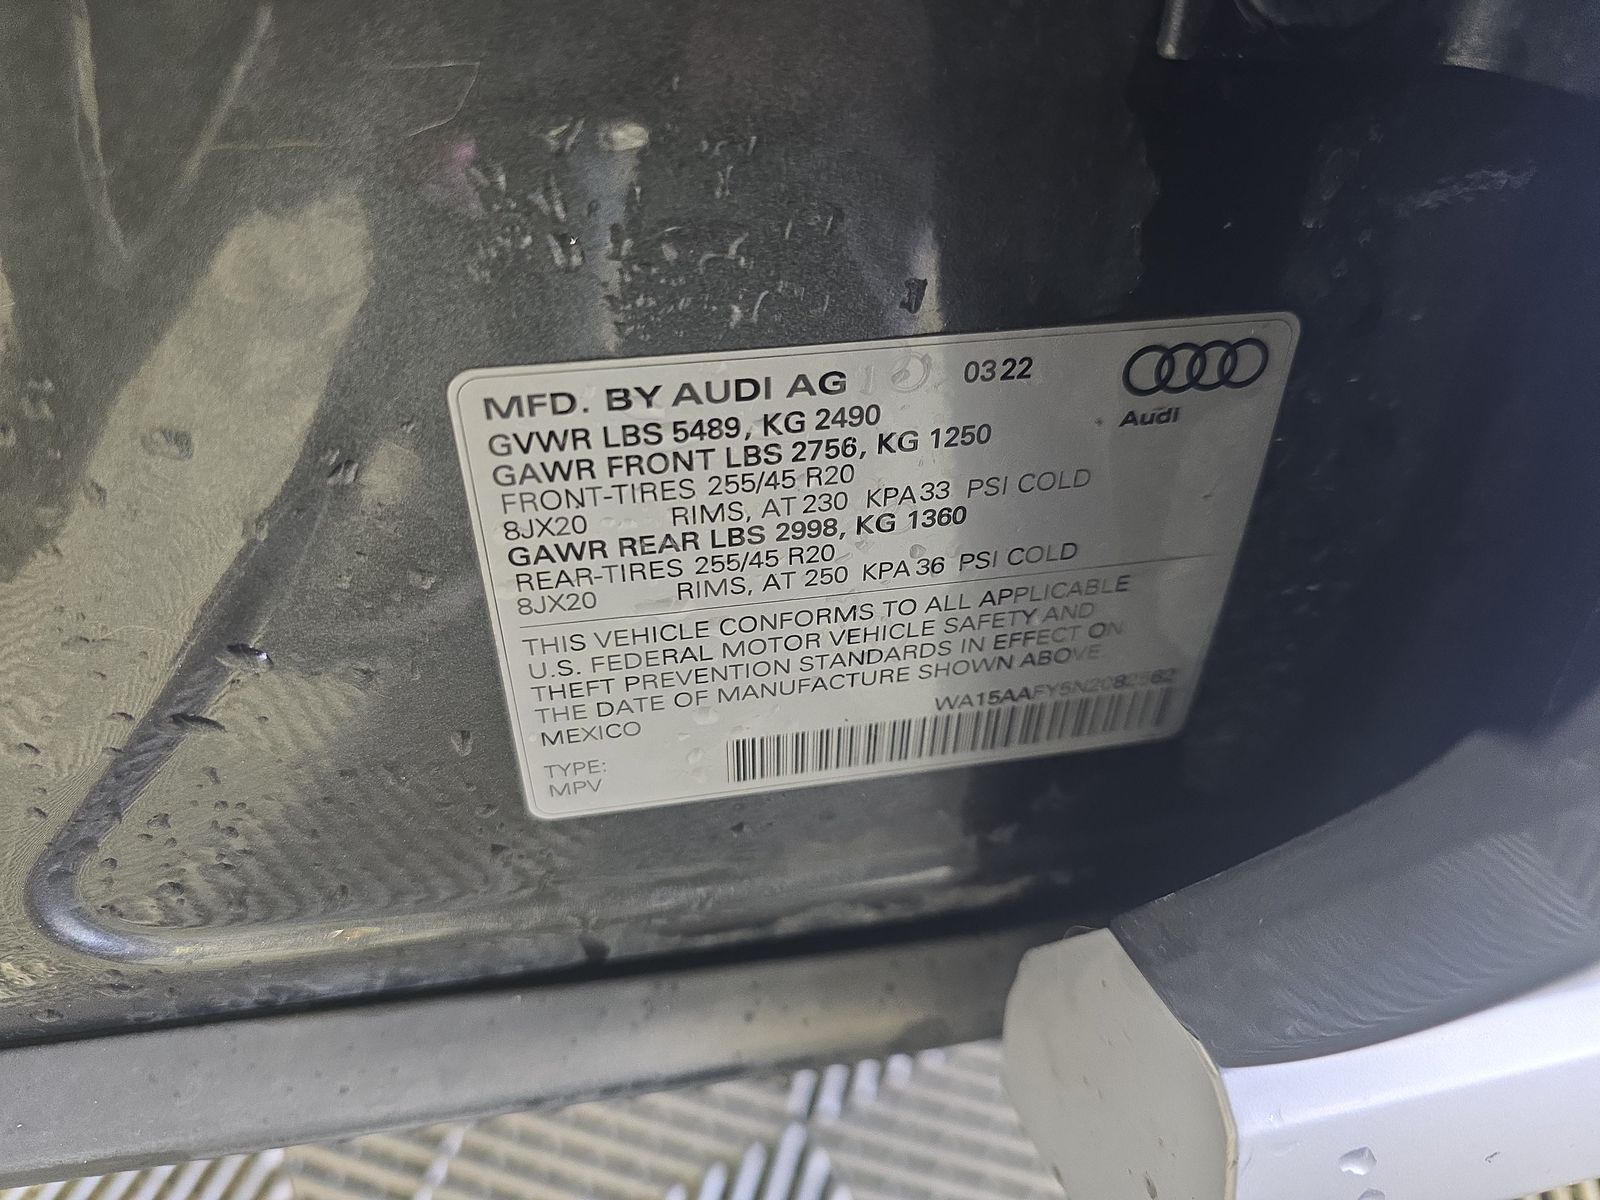 MFD. BY AUDI AG 03 22
Audi
GVWR LBS 5489, KG 2490
GAWR FRONT LBS 2756, KG 1250
FRONT-TIRES 255/45 R20
8JX20 RIMS, AT 230 KPA 33 PSI COLD
GAWR REAR LBS 2998, KG 1360
REAR-TIRES 255/45 R20
8JX20 RIMS, AT 250 KPA 36 PSI COLD
THIS VEHICLE CONFORMS TO ALL APPLICABLE
U.S. FEDERAL MOTOR VEHICLE SAFETY AND
THEFT PREVENTION STANDARDS IN EFFECT ON
THE DATE OF MANUFACTURE SHOWN ABOVE
MEXICO
TYPE:
MPV